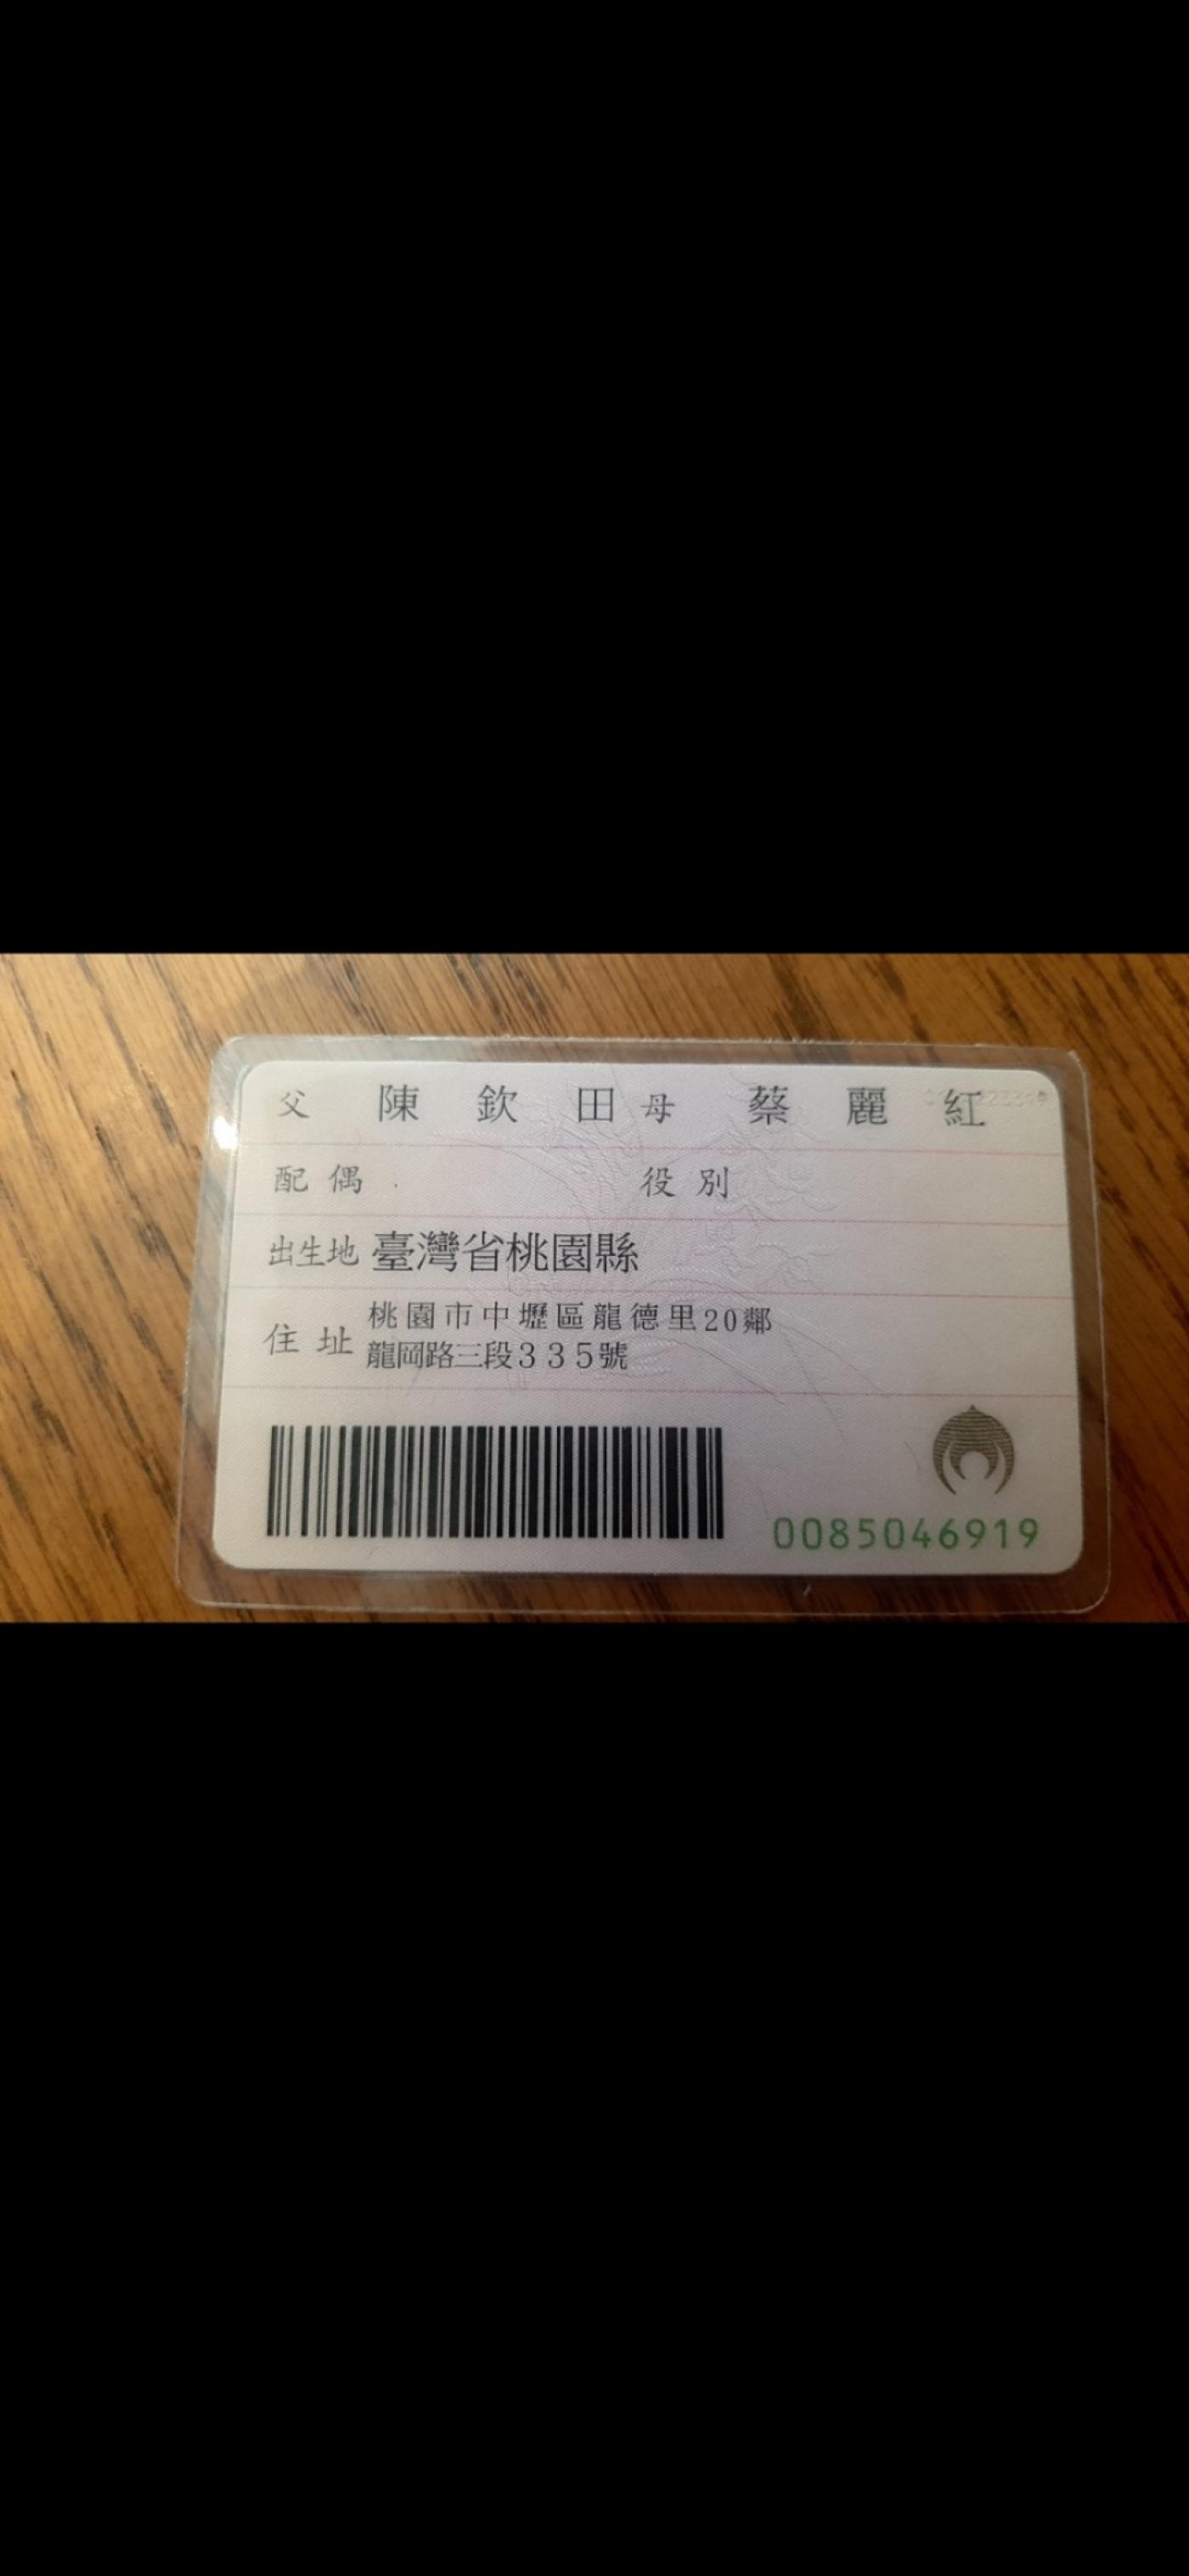 父 陳欽田 母 蔡麗紅
配偶 役別
出生地 臺灣省桃園縣
住址 桃園市中壢區龍德里20鄰
龍岡路三段335號
0085046919